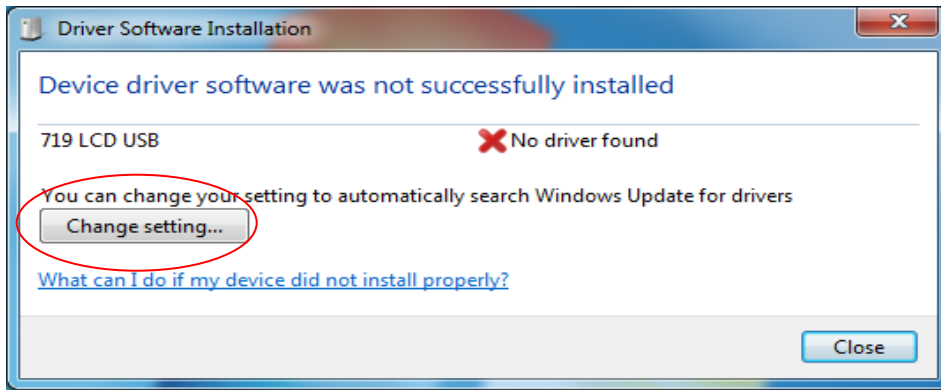 Driver Software Installation
Device driver software was not successfully installed
719 LCD USB No driver found
You can change your setting to automatically search Windows Update for drivers
Change setting...
What can I do if my device did not install properly?
Close